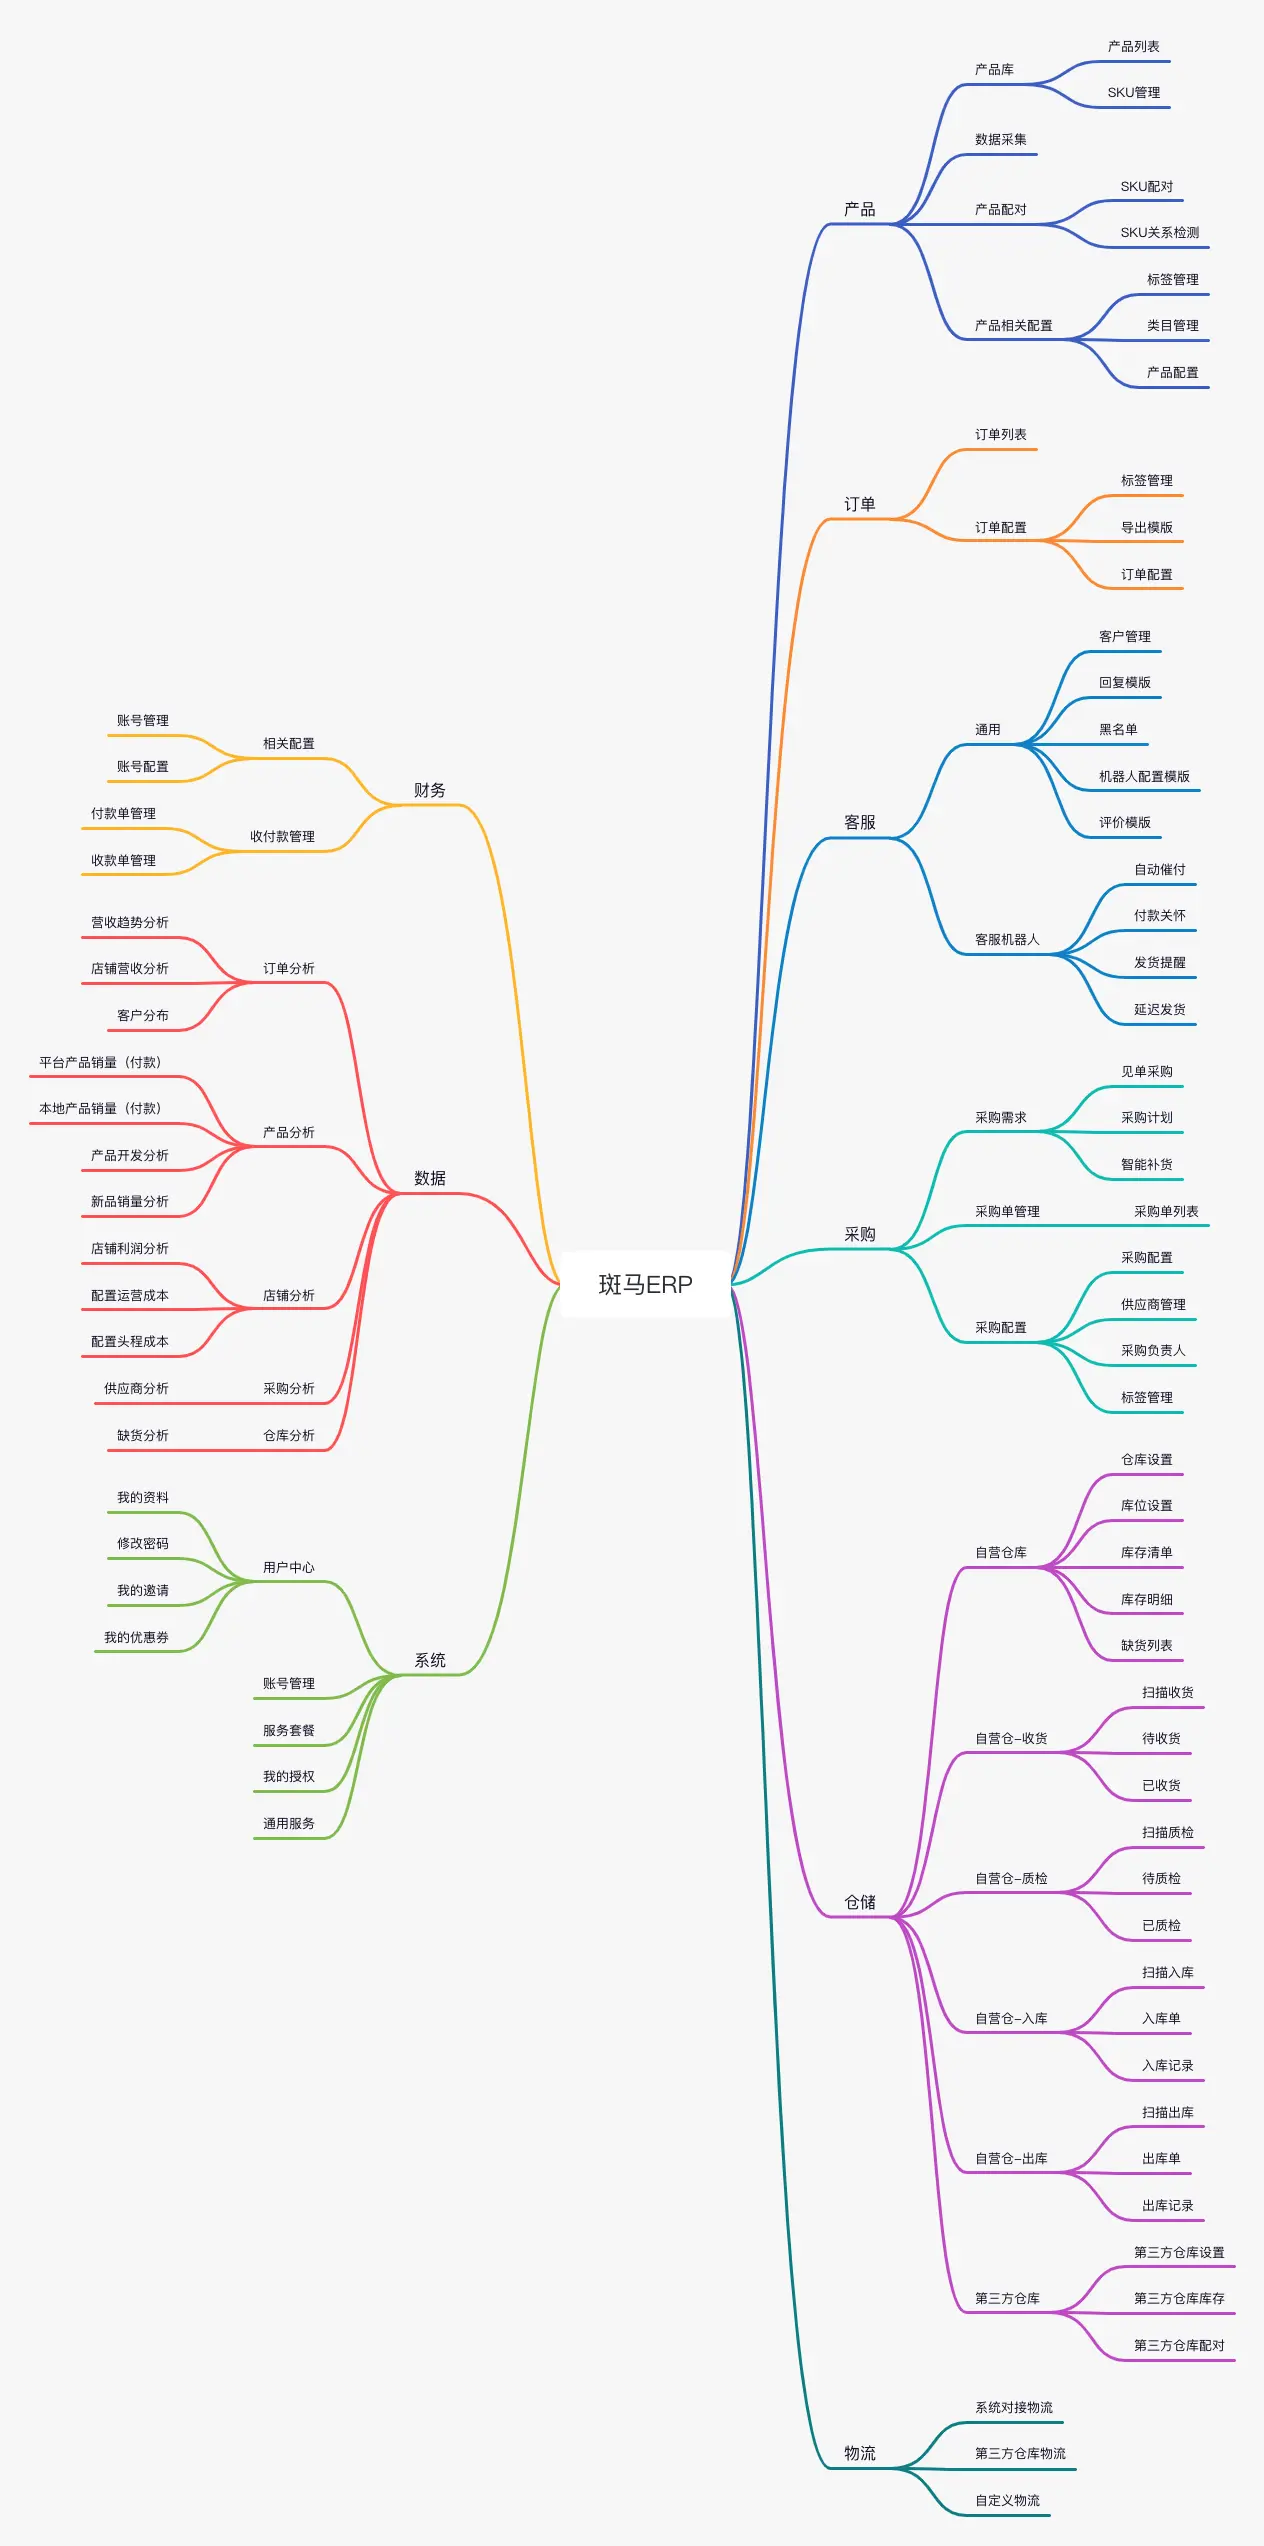 斑马ERP
产品
产品库
产品列表
SKU管理
数据采集
产品配对
SKU配对
SKU关系检测
产品相关配置
标签管理
类目管理
产品配置
订单
订单列表
订单配置
标签管理
导出模版
订单配置
客服
通用
客户管理
回复模版
黑名单
机器人配置模版
评价模版
客服机器人
自动催付
付款关怀
发货提醒
延迟发货
采购
采购需求
见单采购
采购计划
智能补货
采购单管理
采购单列表
采购配置
采购配置
供应商管理
采购负责人
标签管理
仓储
自营仓库
仓库设置
库位设置
库存清单
库存明细
缺货列表
自营仓-收货
扫描收货
待收货
已收货
自营仓-质检
扫描质检
待质检
已质检
自营仓-入库
扫描入库
入库单
入库记录
自营仓-出库
扫描出库
出库单
出库记录
第三方仓库
第三方仓库设置
第三方仓库库存
第三方仓库配对
物流
系统对接物流
第三方仓库物流
自定义物流
财务
相关配置
账号管理
账号配置
收付款管理
付款单管理
收款单管理
数据
订单分析
营收趋势分析
店铺营收分析
客户分布
产品分析
平台产品销量（付款）
本地产品销量（付款）
产品开发分析
新品销量分析
店铺分析
店铺利润分析
配置运营成本
配置头程成本
采购分析
供应商分析
仓库分析
缺货分析
系统
用户中心
我的资料
修改密码
我的邀请
我的优惠券
账号管理
服务套餐
我的授权
通用服务